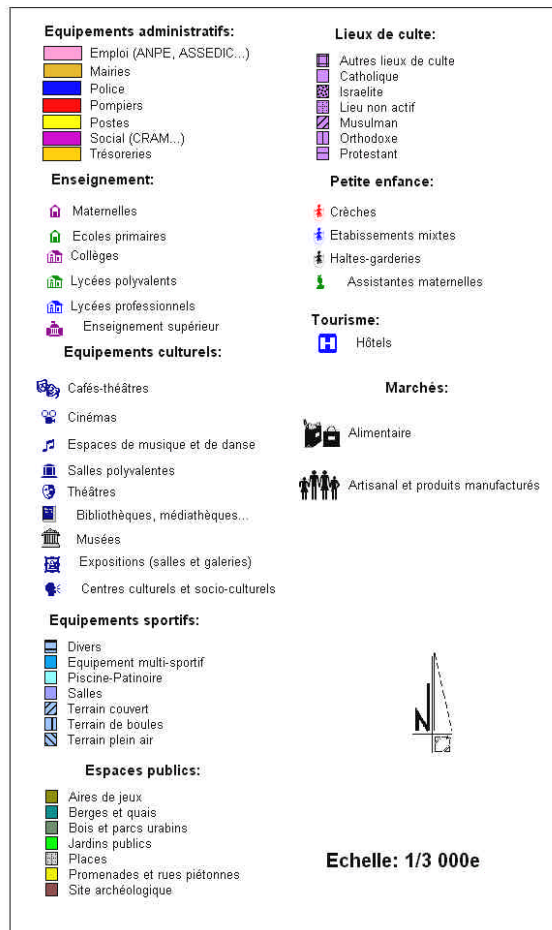 Equipements administratifs:
Emploi (ANPE, ASSEDIC...)
Mairies
Police
Pompiers
Postes
Social (CRAM...)
Trésoreries
Enseignement:
Maternelles
Ecoles primaires
Collèges
Lycées polyvalents
Lycées professionnels
Enseignement supérieur
Equipements culturels:
Cafés-théâtres
Cinémas
Espaces de musique et de danse
Salles polyvalentes
Théâtres
Bibliothèques, médiathèques...
Musées
Expositions (salles et galeries)
Centres culturels et socio-culturels
Equipements sportifs:
Divers
Equipement multi-sportif
Piscine-Patinoire
Salles
Terrain couvert
Terrain de boules
Terrain plein air
Espaces publics:
Aires de jeux
Berges et quais
Bois et parcs urabins
Jardins publics
Places
Promenades et rues piétonnes
Site archéologique
Lieux de culte:
Autres lieux de culte
Catholique
Israelite
Lieu non actif
Musulman
Orthodoxe
Protestant
Petite enfance:
Crèches
Etabissements mixtes
Haltes-garderies
Assistantes maternelles
Tourisme:
H
Hôtels
Marchés:
Alimentaire
Artisanal et produits manufacturés
N
Echelle: 1/3 000e